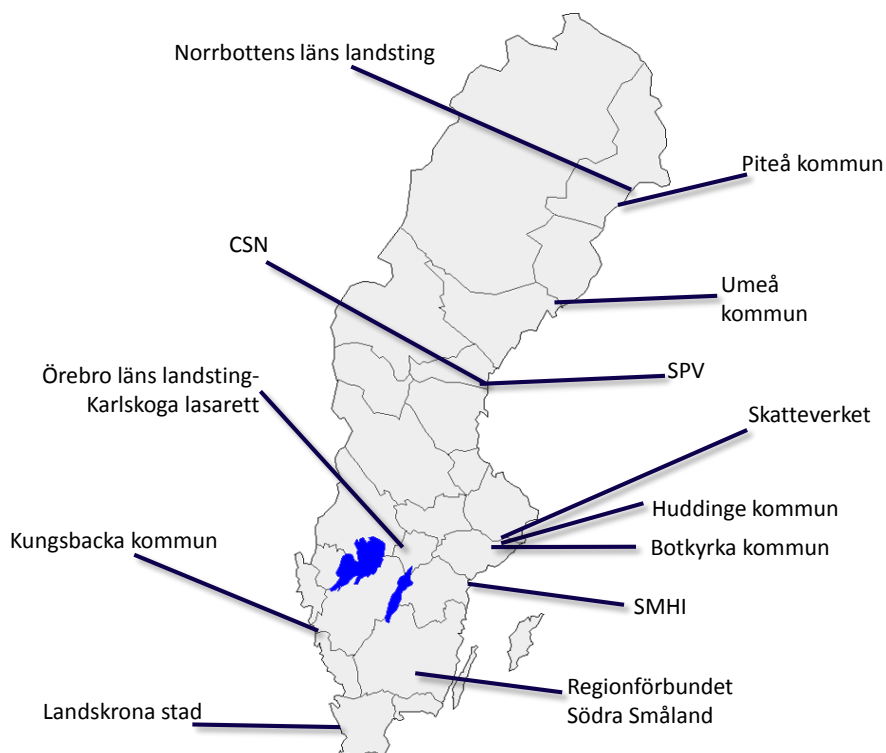 Norrbottens läns landsting
Piteå kommun
CSN
Umeå
kommun
SPV
Örebro läns landsting-
Karlskoga lasarett
Skatteverket
Huddinge kommun
Kungsbacka kommun
Botkyrka kommun
SMHI
Regionförbundet
Södra Småland
Landskrona stad